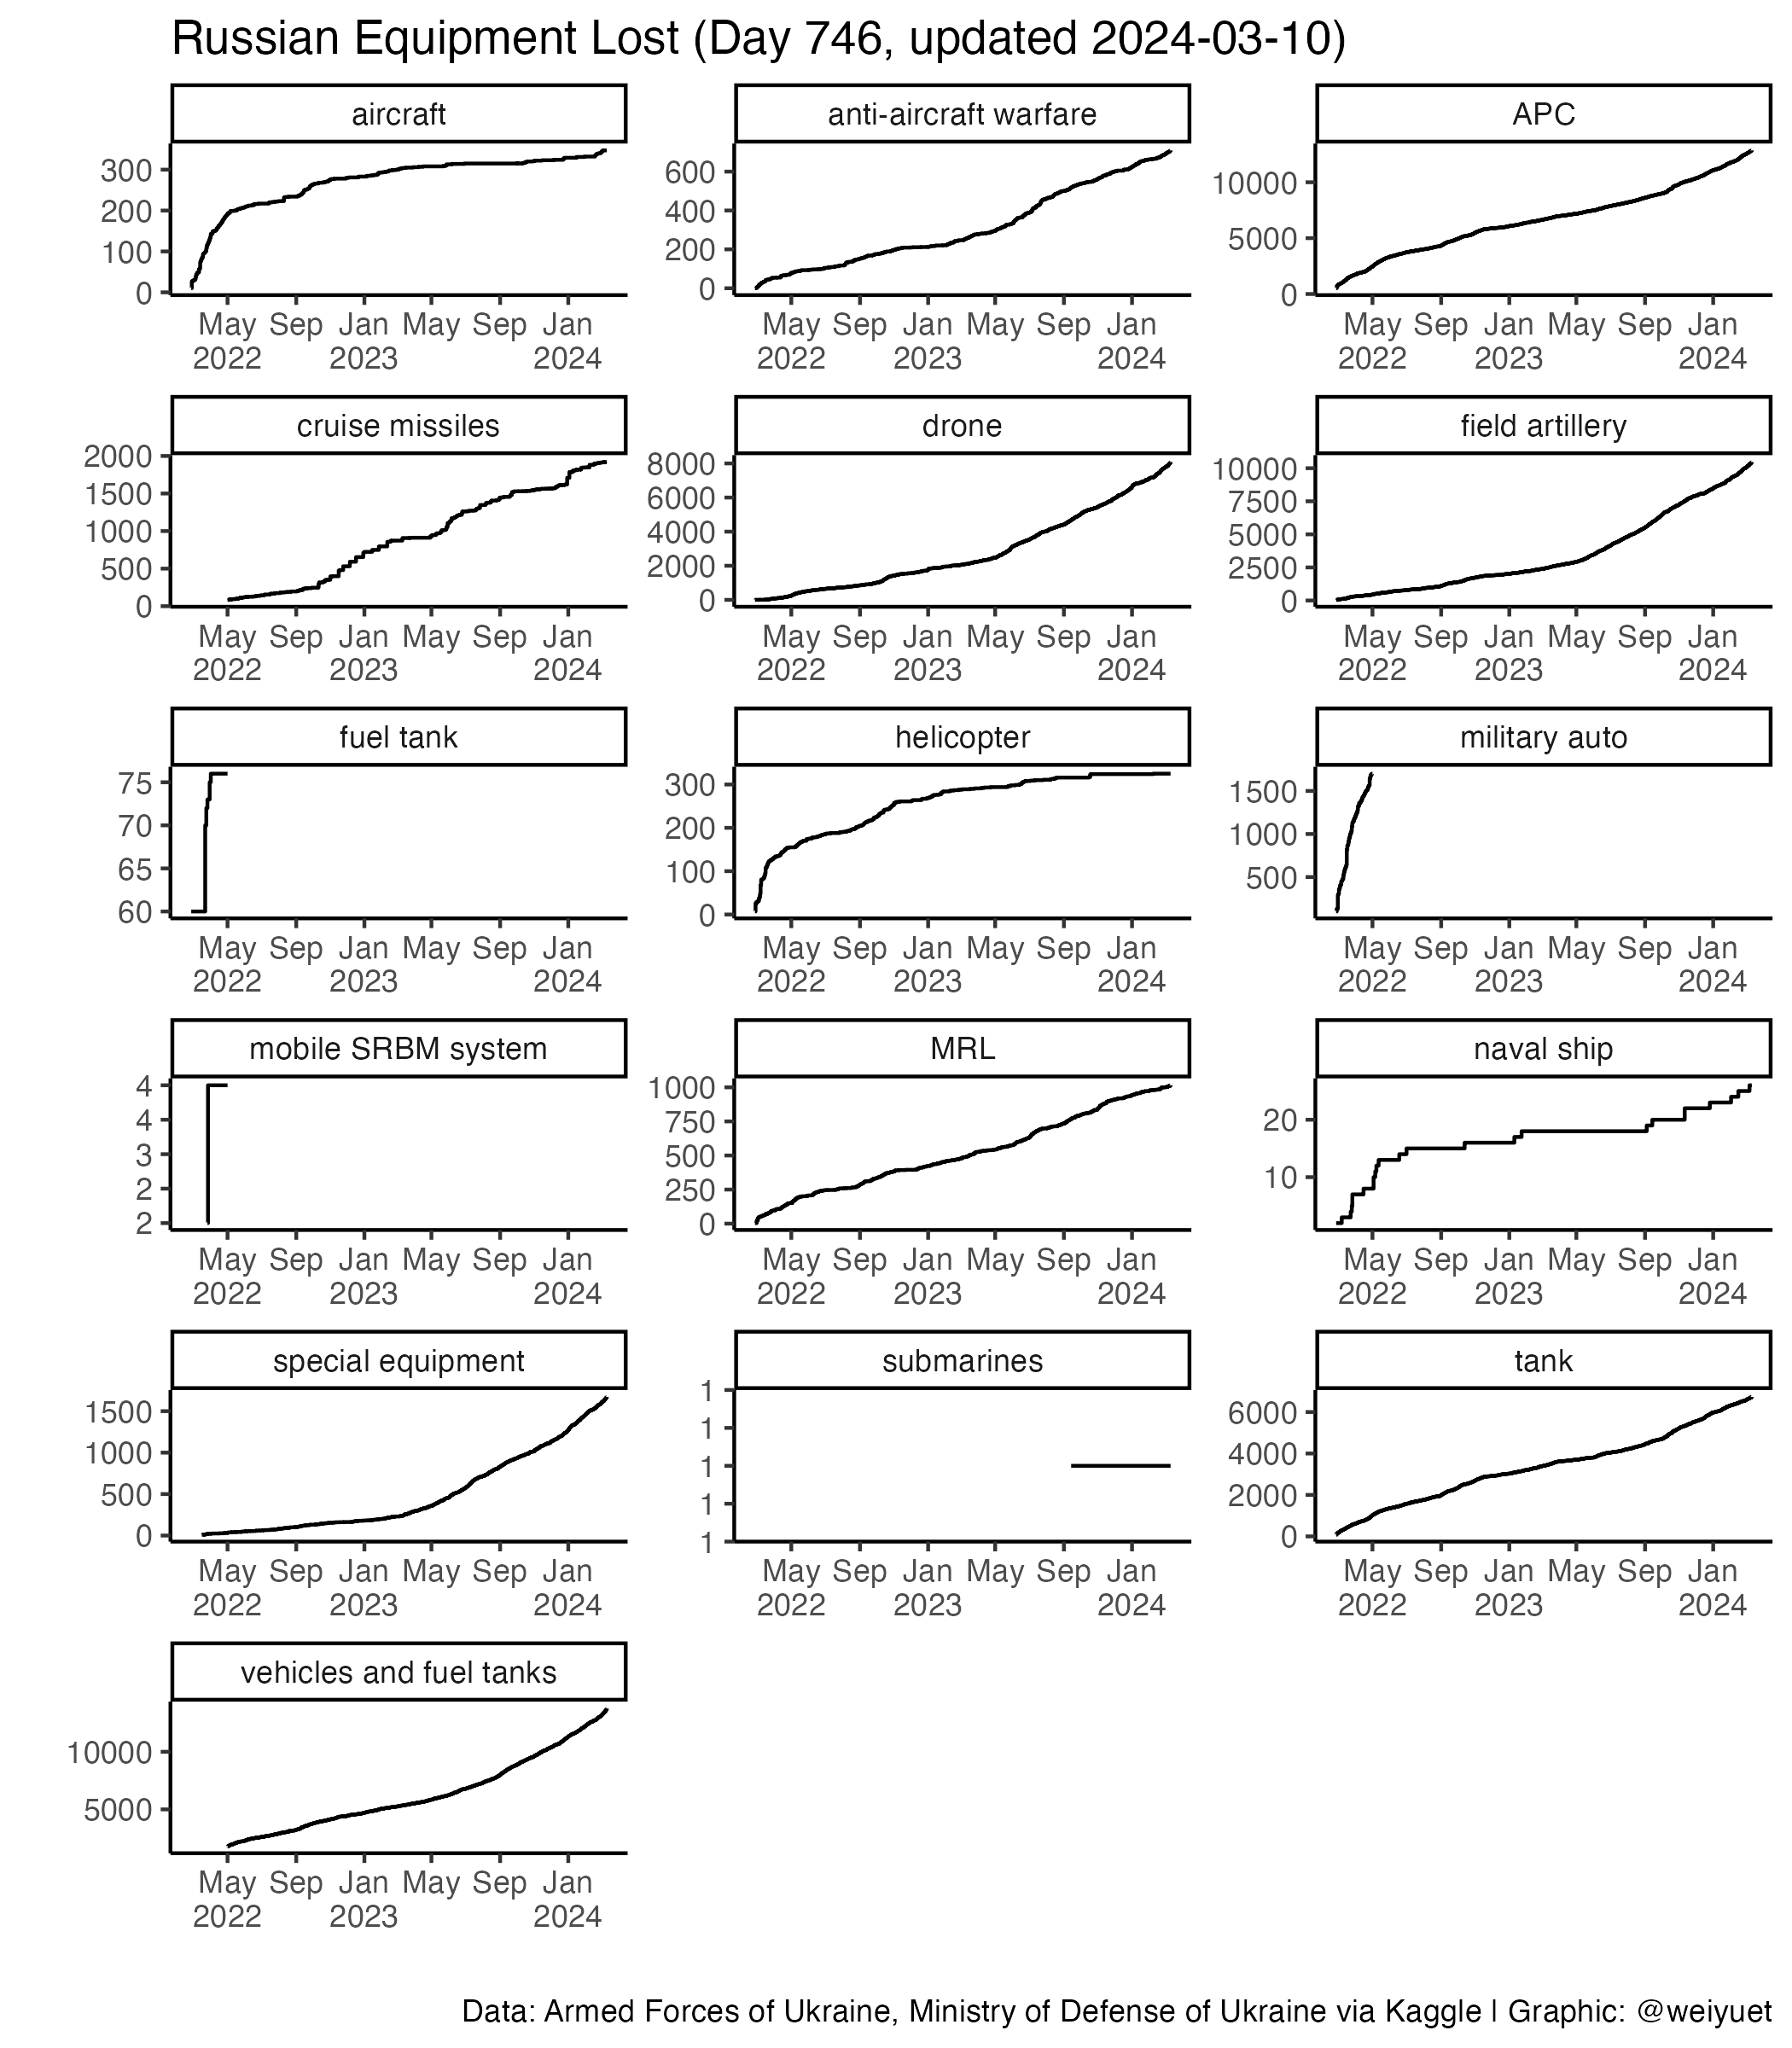 Russian Equipment Lost (Day 746, updated 2024-03-10)
aircraft
300
200
100
0
May Sep Jan May Sep Jan
2022 2023 2024
anti-aircraft warfare
600
400
200
0
May Sep Jan May Sep Jan
2022 2023 2024
APC
10000
5000
0
May Sep Jan May Sep Jan
2022 2023 2024
cruise missiles
2000
1500
1000
500
0
May Sep Jan May Sep Jan
2022 2023 2024
drone
8000
6000
4000
2000
0
May Sep Jan May Sep Jan
2022 2023 2024
field artillery
10000
7500
5000
2500
0
May Sep Jan May Sep Jan
2022 2023 2024
fuel tank
75
70
65
60
May Sep Jan May Sep Jan
2022 2023 2024
helicopter
300
200
100
0
May Sep Jan May Sep Jan
2022 2023 2024
military auto
1500
1000
500
May Sep Jan May Sep Jan
2022 2023 2024
mobile SRBM system
4
4
3
2
2
May Sep Jan May Sep Jan
2022 2023 2024
MRL
1000
750
500
250
0
May Sep Jan May Sep Jan
2022 2023 2024
naval ship
20
10
May Sep Jan May Sep Jan
2022 2023 2024
special equipment
1500
1000
500
0
May Sep Jan May Sep Jan
2022 2023 2024
submarines
1
1
1
1
1
May Sep Jan May Sep Jan
2022 2023 2024
tank
6000
4000
2000
0
May Sep Jan May Sep Jan
2022 2023 2024
vehicles and fuel tanks
10000
5000
May Sep Jan May Sep Jan
2022 2023 2024
Data: Armed Forces of Ukraine, Ministry of Defense of Ukraine via Kaggle | Graphic: @weiyuet